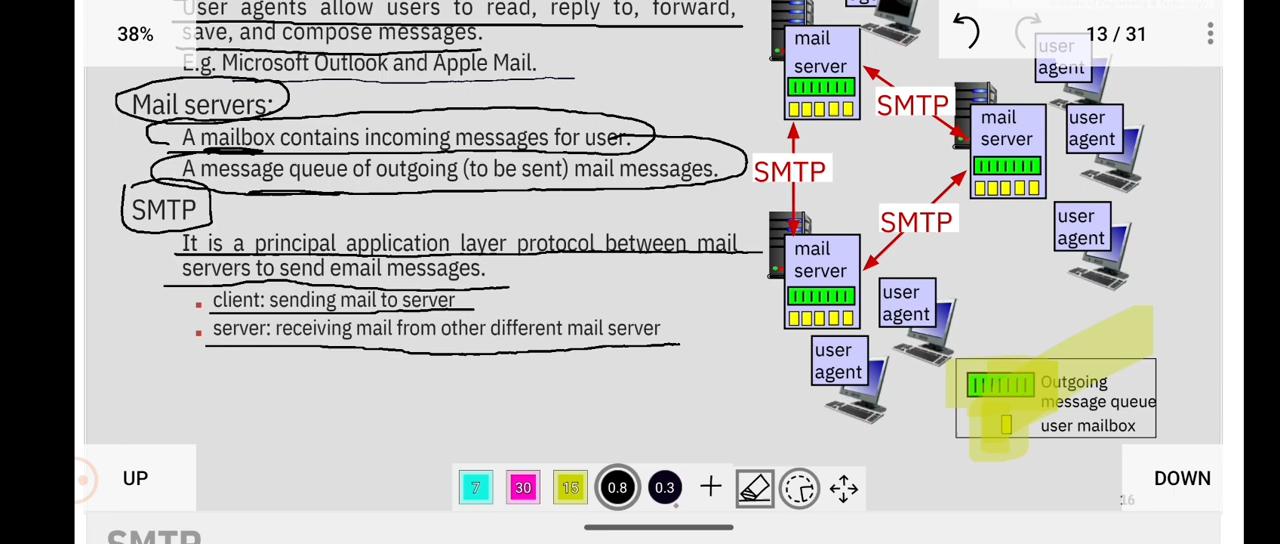 User agents allow users to read, reply to, forward,
save, and compose messages.
E.g. Microsoft Outlook and Apple Mail.
Mail servers:
A mailbox contains incoming messages for user.
A message queue of outgoing (to be sent) mail messages.
SMTP
It is a principal application layer protocol between mail
servers to send email messages.
client: sending mail to server
server: receiving mail from other different mail server
38%
13 / 31
mail
server
SMTP
mail
server
SMTP
SMTP
mail
server
user
agent
user
agent
user
agent
user
agent
user
agent
Outgoing
message queue
user mailbox
UP
DOWN
7
30
15
0.8
0.3
16
SMTP